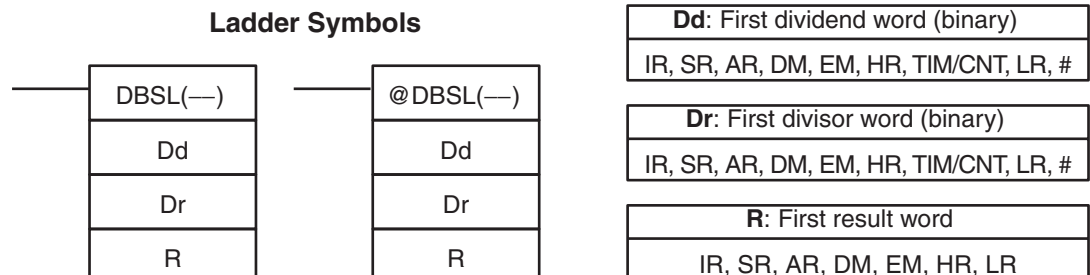 Ladder Symbols
DBSL(––)
Dd
Dr
R
@DBSL(––)
Dd
Dr
R
Dd: First dividend word (binary)
IR, SR, AR, DM, EM, HR, TIM/CNT, LR, #
Dr: First divisor word (binary)
IR, SR, AR, DM, EM, HR, TIM/CNT, LR, #
R: First result word
IR, SR, AR, DM, EM, HR, LR